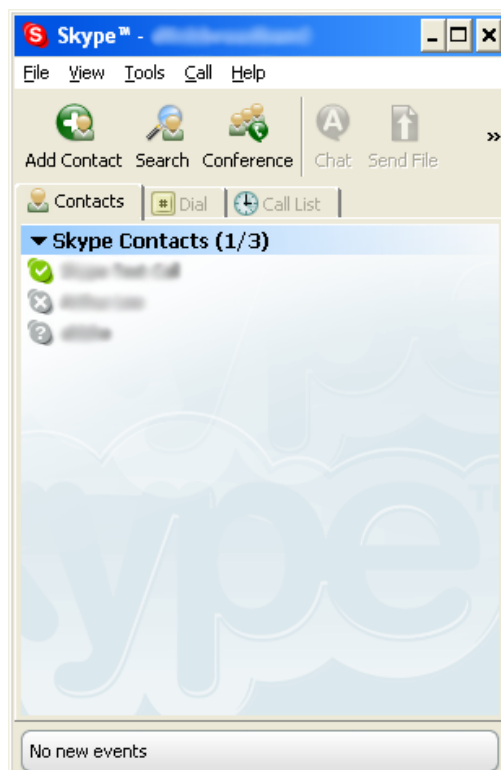 Skype™ -
File View Tools Call Help
Add Contact Search Conference Chat Send File »
Contacts Dial Call List
Skype Contacts (1/3)
No new events